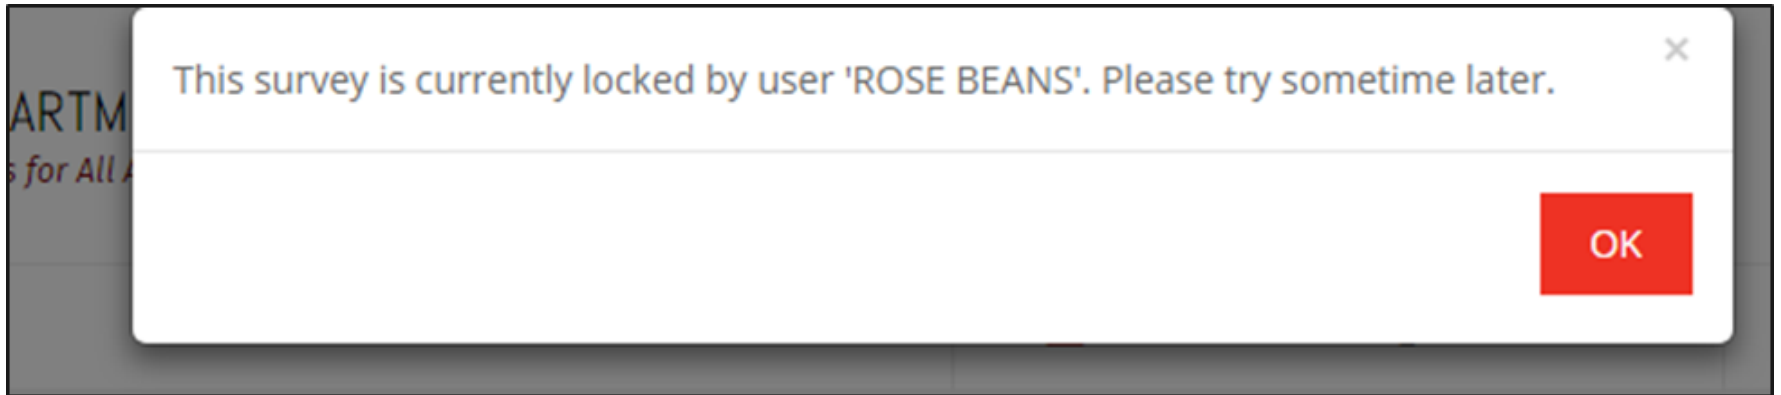 This survey is currently locked by user 'ROSE BEANS'. Please try sometime later.
×
ARTM
s for All A
OK